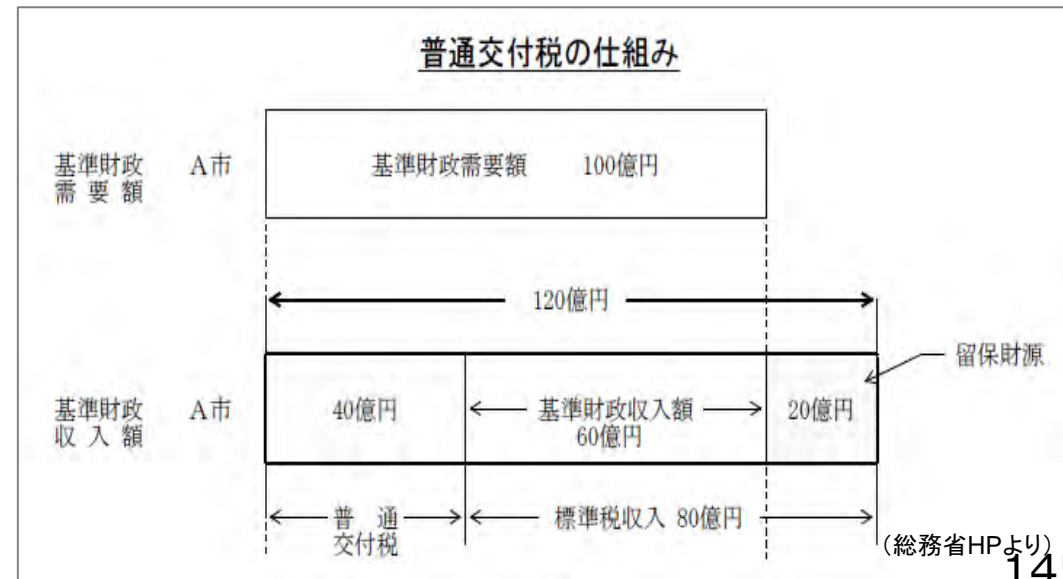 普通交付税の仕組み
基準財政
需要額
A市
基準財政需要額 100億円
120億円
留保財源
基準財政
収入額
A市
40億円
基準財政収入額
60億円
20億円
普通
交付税
標準税収入 80億円
(総務省HPより)
14